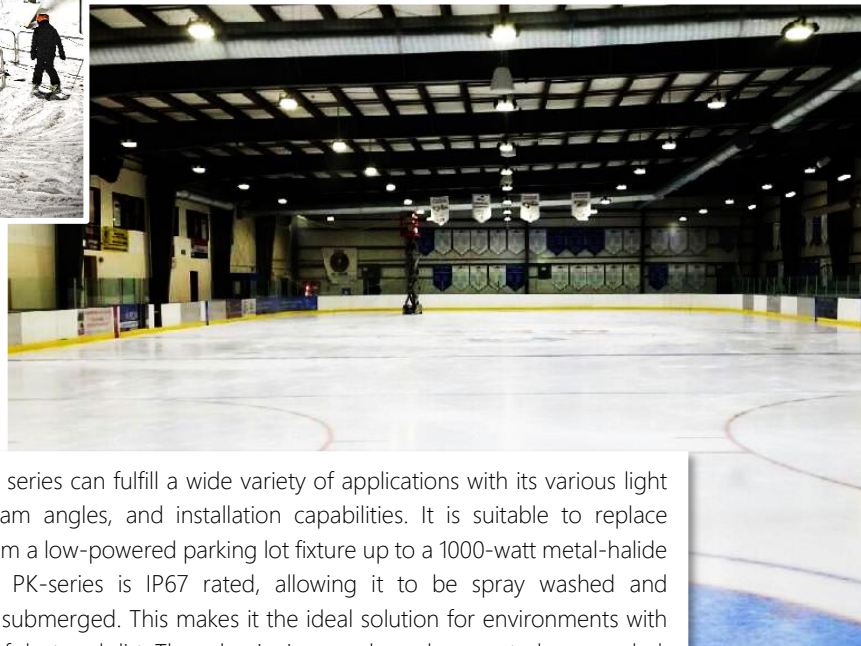 series can fulfill a wide variety of applications with its various light
am angles, and installation capabilities. It is suitable to replace
m a low-powered parking lot fixture up to a 1000-watt metal-halide
PK-series is IP67 rated, allowing it to be spray washed and
submerged. This makes it the ideal solution for environments with